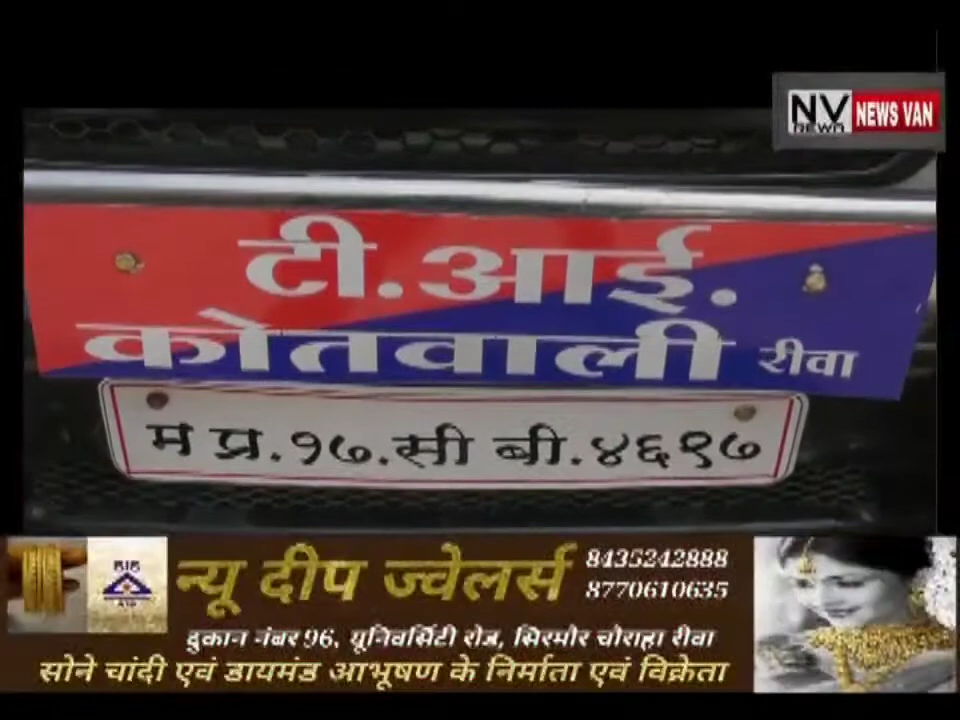 NV
NEWS VAN
टी.आई.
कोतवाली रीवा
म प्र.१७.सी बी.४६९७
BIS
न्यू दीप ज्वेलर्स
8435242888
8770610635
दुकान नंबर 96, यूनिवर्सिटी रोड, सिरमोर चोराहा रीवा
सोने चांदी एवं डायमंड आभूषण के निर्माता एवं विक्रेता